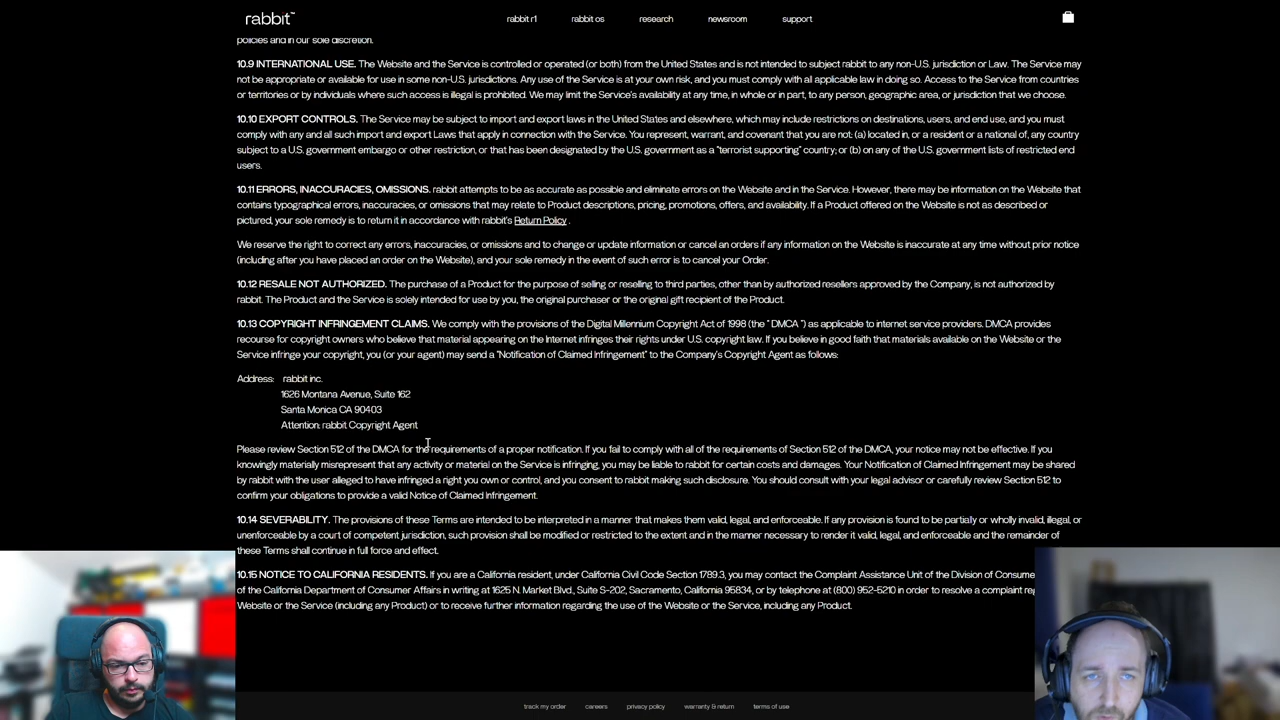 rabbit™ rabbit r1 rabbit os research newsroom support
policies and in our sole discretion.
10.9 INTERNATIONAL USE. The Website and the Service is controlled or operated (or both) from the United States and is not intended to subject rabbit to any non-U.S. jurisdiction or Law. The Service may
not be appropriate or available for use in some non-U.S. jurisdictions. Any use of the Service is at your own risk, and you must comply with all applicable law in doing so. Access to the Service from countries
or territories or by individuals where such access is illegal is prohibited. We may limit the Service's availability at any time, in whole or in part, to any person, geographic area, or jurisdiction that we choose.
10.10 EXPORT CONTROLS. The Service may be subject to import and export laws in the United States and elsewhere, which may include restrictions on destinations, users, and end use, and you must
comply with any and all such import and export Laws that apply in connection with the Service. You represent, warrant, and covenant that you are not: (a) located in, or a resident or a national of, any country
subject to a U.S. government embargo or other restriction, or that has been designated by the U.S. government as a "terrorist supporting" country; or (b) on any of the U.S. government lists of restricted end
users.
10.11 ERRORS, INACCURACIES, OMISSIONS. rabbit attempts to be as accurate as possible and eliminate errors on the Website and in the Service. However, there may be information on the Website that
contains typographical errors, inaccuracies, or omissions that may relate to Product descriptions, pricing, promotions, offers, and availability. If a Product offered on the Website is not as described or
pictured, your sole remedy is to return it in accordance with rabbit's Return Policy .
We reserve the right to correct any errors, inaccuracies, or omissions and to change or update information or cancel an orders if any information on the Website is inaccurate at any time without prior notice
(including after you have placed an order on the Website), and your sole remedy in the event of such error is to cancel your Order.
10.12 RESALE NOT AUTHORIZED. The purchase of a Product for the purpose of selling or reselling to third parties, other than by authorized resellers approved by the Company, is not authorized by
rabbit. The Product and the Service is solely intended for use by you, the original purchaser or the original gift recipient of the Product.
10.13 COPYRIGHT INFRINGEMENT CLAIMS. We comply with the provisions of the Digital Millennium Copyright Act of 1998 (the " DMCA ") as applicable to internet service providers. DMCA provides
recourse for copyright owners who believe that material appearing on the Internet infringes their rights under U.S. copyright law. If you believe in good faith that materials available on the Website or the
Service infringe your copyright, you (or your agent) may send a "Notification of Claimed Infringement" to the Company's Copyright Agent as follows:
Address: rabbit inc.
1626 Montana Avenue, Suite 162
Santa Monica CA 90403
Attention: rabbit Copyright Agent
Please review Section 512 of the DMCA for the requirements of a proper notification. If you fail to comply with all of the requirements of Section 512 of the DMCA, your notice may not be effective. If you
knowingly materially misrepresent that any activity or material on the Service is infringing, you may be liable to rabbit for certain costs and damages. Your Notification of Claimed Infringement may be shared
by rabbit with the user alleged to have infringed a right you own or control, and you consent to rabbit making such disclosure. You should consult with your legal advisor or carefully review Section 512 to
confirm your obligations to provide a valid Notice of Claimed Infringement.
10.14 SEVERABILITY. The provisions of these Terms are intended to be interpreted in a manner that makes them valid, legal, and enforceable. If any provision is found to be partially or wholly invalid, illegal, or
unenforceable by a court of competent jurisdiction, such provision shall be modified or restricted to the extent and in the manner necessary to render it valid, legal, and enforceable and the remainder of
these Terms shall continue in full force and effect.
10.15 NOTICE TO CALIFORNIA RESIDENTS. If you are a California resident, under California Civil Code Section 1789.3, you may contact the Complaint Assistance Unit of the Division of Consume
of the California Department of Consumer Affairs in writing at 1625 N. Market Blvd., Suite S-202, Sacramento, California 95834, or by telephone at (800) 952-5210 in order to resolve a complaint reg
Website or the Service (including any Product) or to receive further information regarding the use of the Website or the Service, including any Product.
track my order careers privacy policy warranty & return terms of use